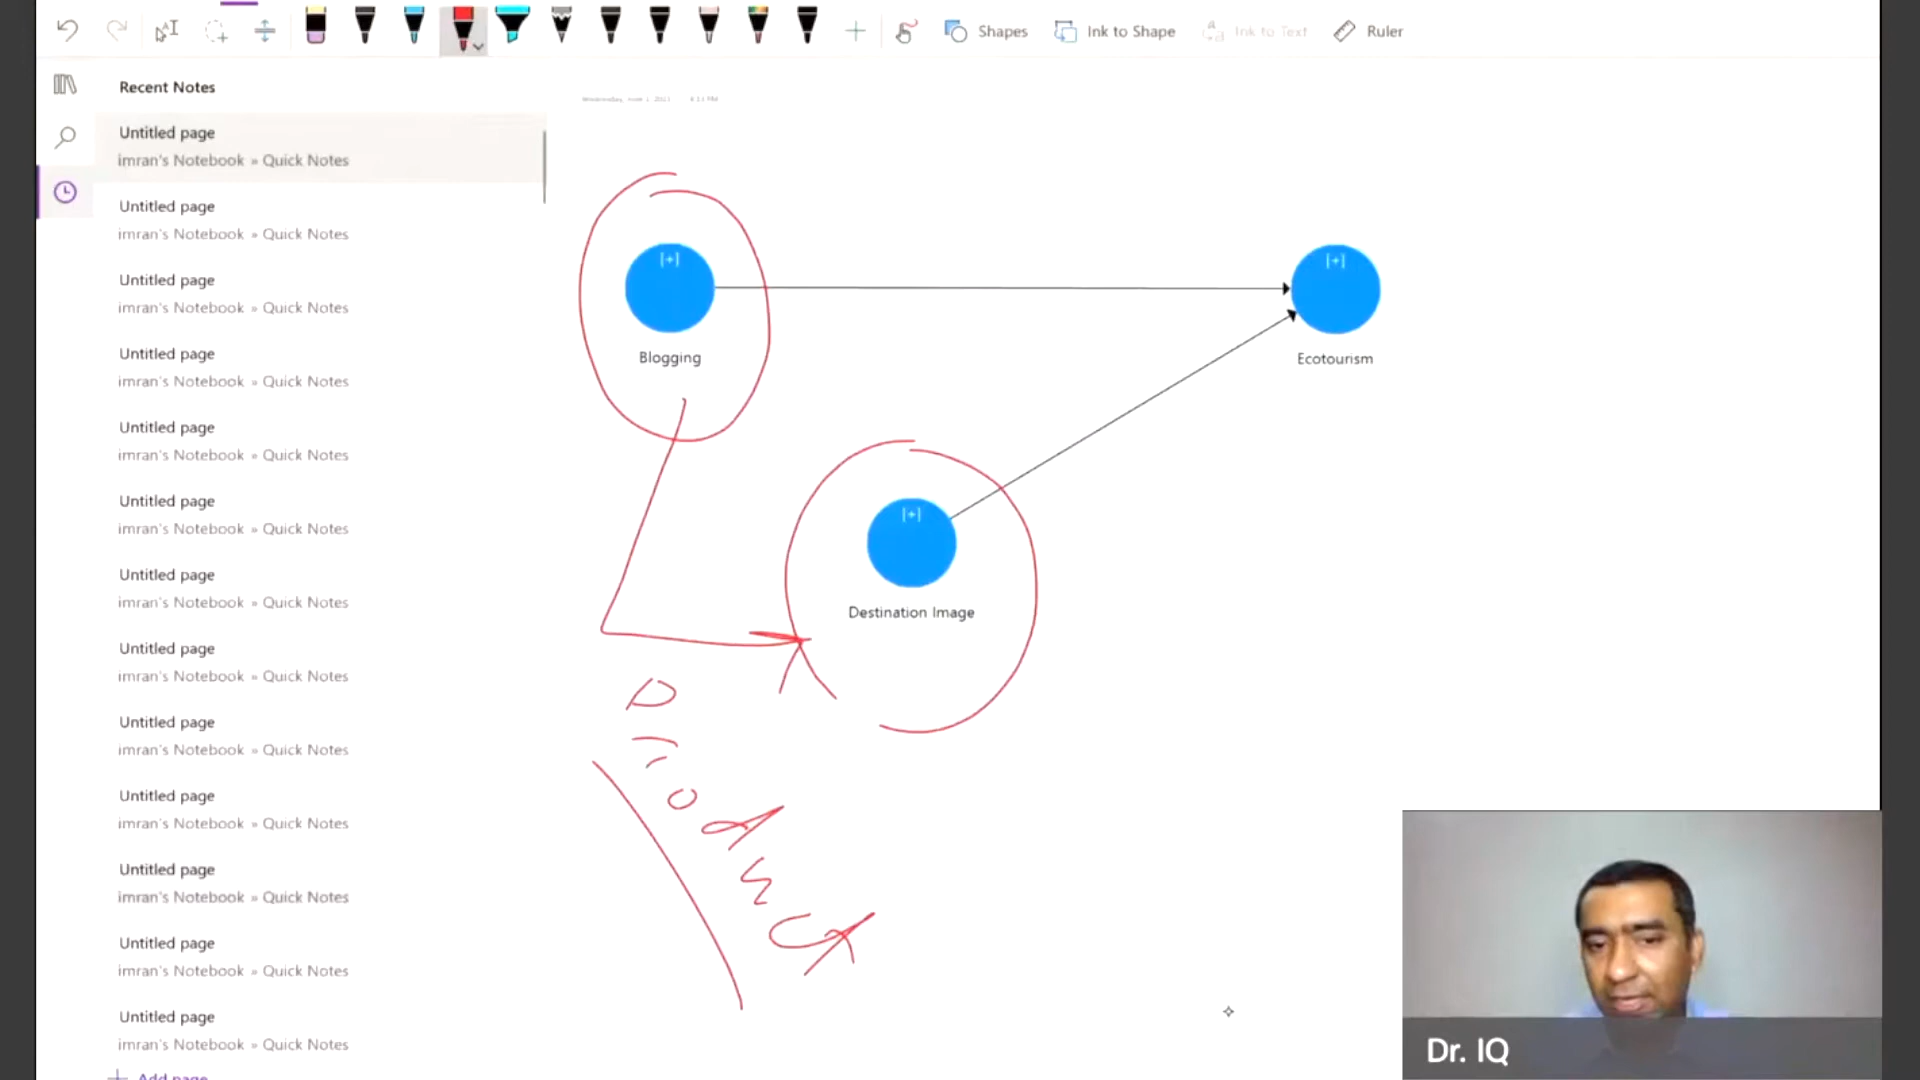 Shapes
Ink to Shape
Ink to Text
Ruler
Recent Notes
Untitled page
imran's Notebook » Quick Notes
Untitled page
imran's Notebook » Quick Notes
Untitled page
imran's Notebook » Quick Notes
Untitled page
imran's Notebook » Quick Notes
Untitled page
imran's Notebook » Quick Notes
Untitled page
imran's Notebook » Quick Notes
Untitled page
imran's Notebook » Quick Notes
Untitled page
imran's Notebook » Quick Notes
Untitled page
imran's Notebook » Quick Notes
Untitled page
imran's Notebook » Quick Notes
Untitled page
imran's Notebook » Quick Notes
Untitled page
imran's Notebook » Quick Notes
Untitled page
imran's Notebook » Quick Notes
Add page
[+]
Blogging
[+]
Ecotourism
[+]
Destination Image
Product
Dr. IQ